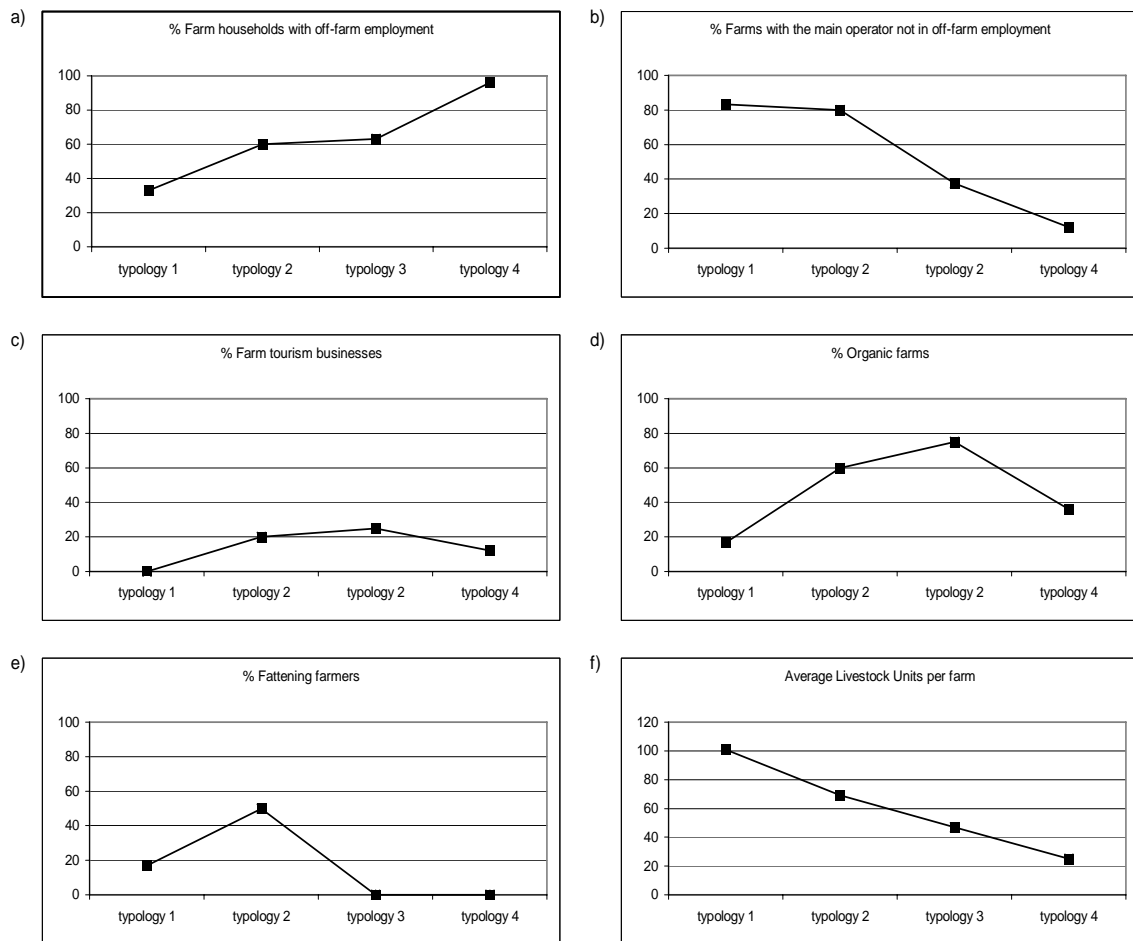 a)
% Farm households with off-farm employment
100
80
60
40
20
0
typology 1 typology 2 typology 3 typology 4
b)
% Farms with the main operator not in off-farm employment
100
80
60
40
20
0
typology 1 typology 2 typology 2 typology 4
c)
% Farm tourism businesses
100
80
60
40
20
0
typology 1 typology 2 typology 2 typology 4
d)
% Organic farms
100
80
60
40
20
0
typology 1 typology 2 typology 2 typology 4
e)
% Fattening farmers
100
80
60
40
20
0
typology 1 typology 2 typology 3 typology 4
f)
Average Livestock Units per farm
120
100
80
60
40
20
0
typology 1 typology 2 typology 3 typology 4